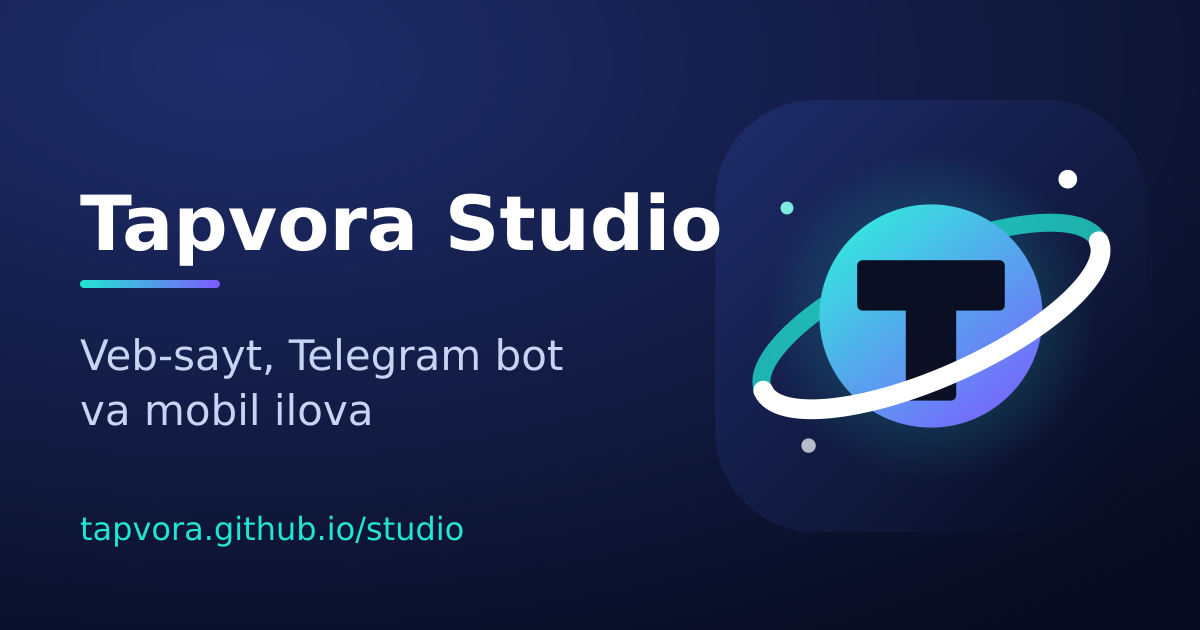 Tapvora Studio
Veb-sayt, Telegram bot
va mobil ilova
tapvora.github.io/studio
T